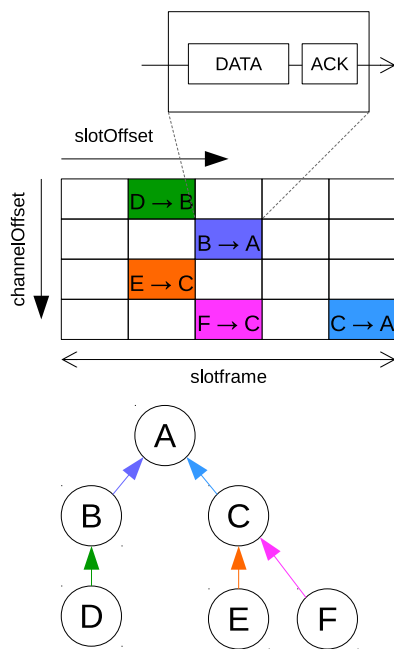 DATA
ACK
slotOffset
channelOffset
D → B
B → A
E → C
F → C
C → A
slotframe
A
B
C
D
E
F